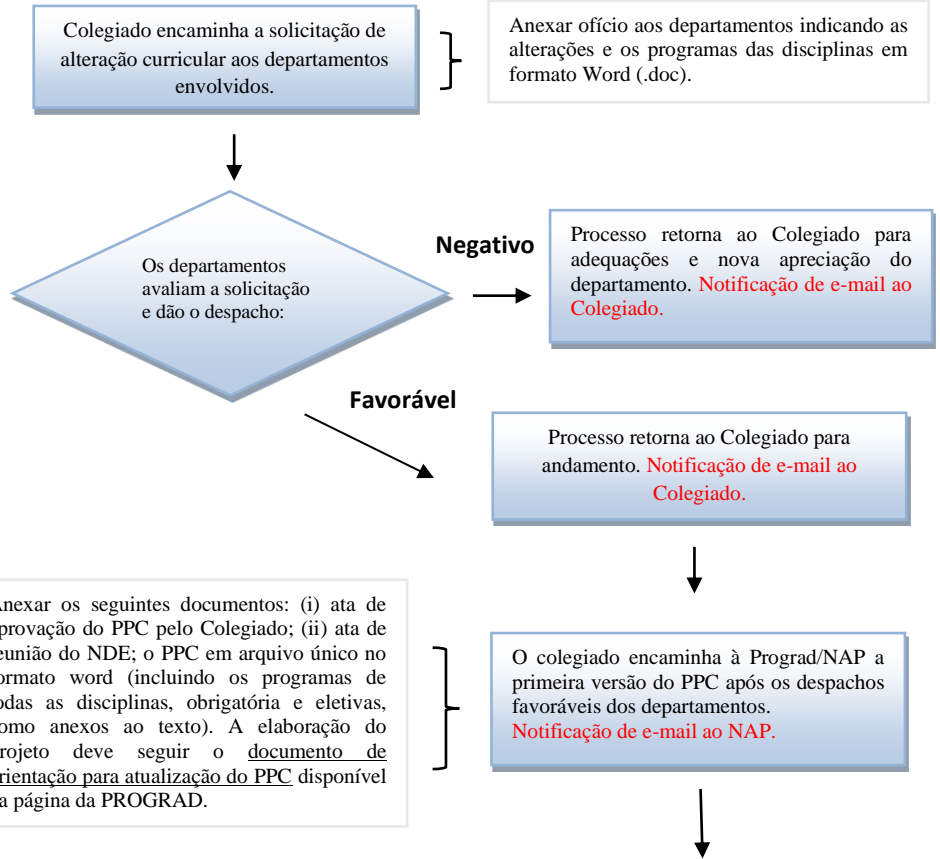 Colegiado encaminha a solicitação de
alteração curricular aos departamentos
envolvidos.
Anexar ofício aos departamentos indicando as
alterações e os programas das disciplinas em
formato Word (.doc).
Os departamentos
avaliam a solicitação
e dão o despacho:
Negativo
Processo retorna ao Colegiado para
adequações e nova apreciação do
departamento. Notificação de e-mail ao
Colegiado.
Favorável
Processo retorna ao Colegiado para
andamento. Notificação de e-mail ao
Colegiado.
Anexar os seguintes documentos: (i) ata de
provação do PPC pelo Colegiado; (ii) ata de
eunião do NDE; o PPC em arquivo único no
ormato word (incluindo os programas de
odas as disciplinas, obrigatória e eletivas,
omo anexos ao texto). A elaboração do
rojeto deve seguir o documento de
rientação para atualização do PPC disponível
a página da PROGRAD.
O colegiado encaminha à Prograd/NAP a
primeira versão do PPC após os despachos
favoráveis dos departamentos.
Notificação de e-mail ao NAP.